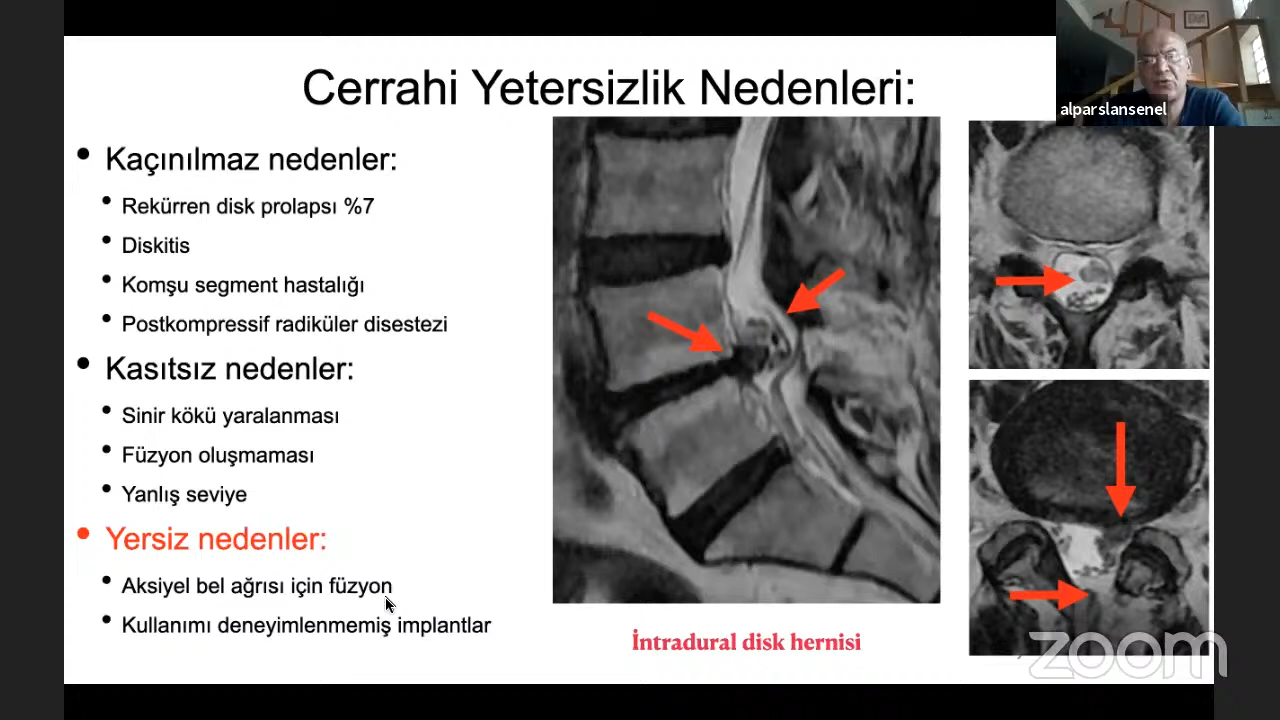 Cerrahi Yetersizlik Nedenleri:
alparslansenel
• Kaçınılmaz nedenler:
• Rekürren disk prolapsı %7
• Diskitis
• Komşu segment hastalığı
• Postkompressif radiküler disestezi
• Kasıtsız nedenler:
• Sinir kökü yaralanması
• Füzyon oluşmaması
• Yanlış seviye
• Yersiz nedenler:
• Aksiyel bel ağrısı için füzyon
• Kullanımı deneyimlenmemiş implantlar
İntradural disk hernisi
zoom